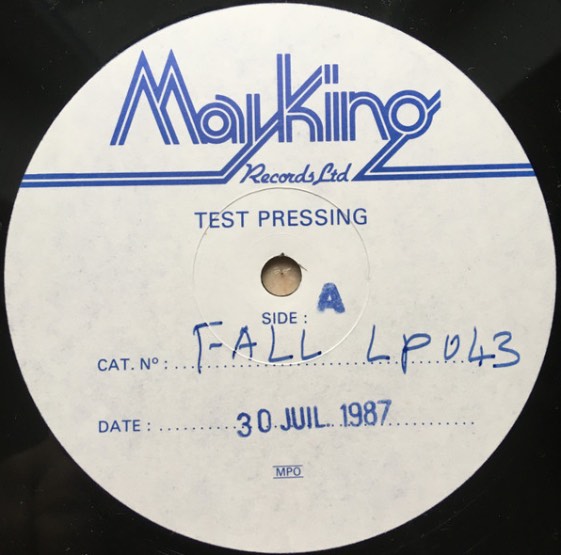 MayKing
Records Ltd
TEST PRESSING
SIDE : A
CAT. Nº : FALL LP 043
DATE : 30 JUIL. 1987
MPO